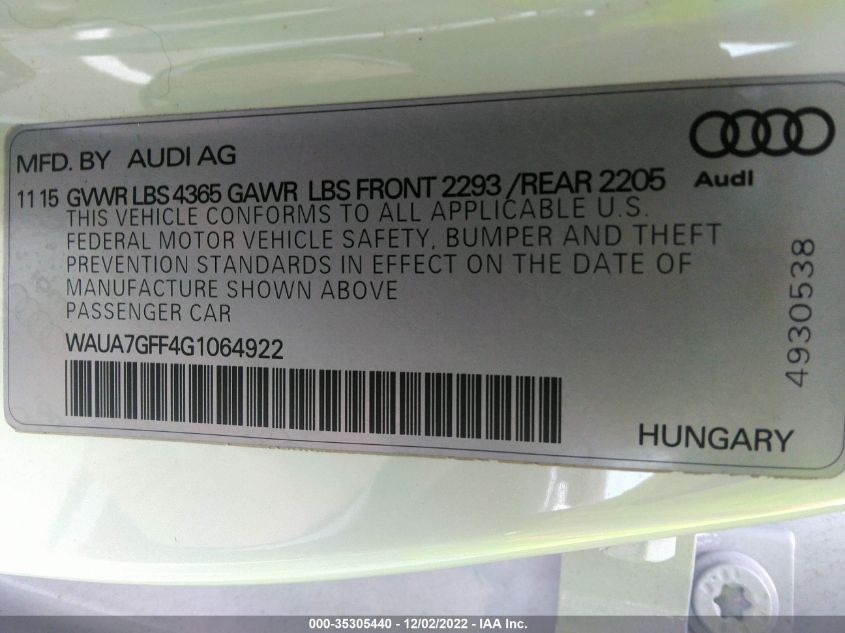 MFD. BY AUDI AG
Audi
11 15 GVWR LBS 4365 GAWR LBS FRONT 2293 /REAR 2205
THIS VEHICLE CONFORMS TO ALL APPLICABLE U.S.
FEDERAL MOTOR VEHICLE SAFETY, BUMPER AND THEFT
PREVENTION STANDARDS IN EFFECT ON THE DATE OF
MANUFACTURE SHOWN ABOVE
PASSENGER CAR
WAUA7GFF4G1064922
4930538
HUNGARY
000-35305440 - 12/02/2022 - IAA Inc.